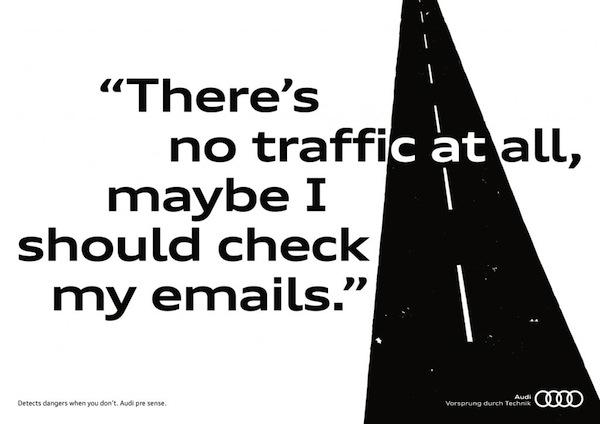 “There’s
no traffic at all,
maybe I
should check
my emails.”
Detects dangers when you don’t. Audi pre sense.
Audi
Vorsprung durch Technik